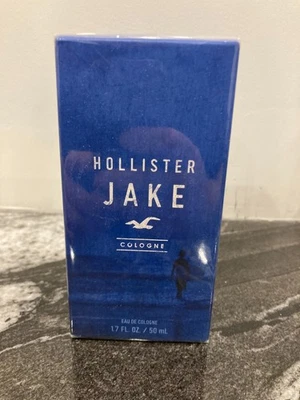 HOLLISTER
JAKE
COLOGNE
EAU DE COLOGNE
1.7 FL. OZ. / 50 mL